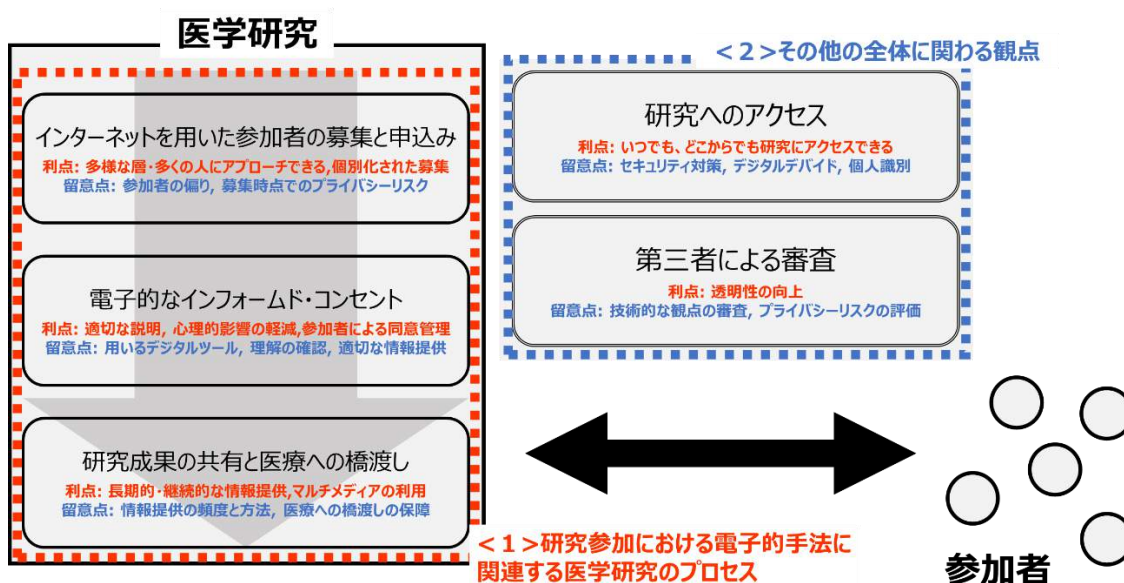 医学研究
インターネットを用いた参加者の募集と申込み
利点: 多様な層・多くの人にアプローチできる,個別化された募集
留意点: 参加者の偏り, 募集時点でのプライバシーリスク
電子的なインフォームド・コンセント
利点: 適切な説明, 心理的影響の軽減,参加者による同意管理
留意点: 用いるデジタルツール, 理解の確認, 適切な情報提供
研究成果の共有と医療への橋渡し
利点: 長期的・継続的な情報提供,マルチメディアの利用
留意点: 情報提供の頻度と方法, 医療への橋渡しの保障
<1>研究参加における電子的手法に
関連する医学研究のプロセス
<2>その他の全体に関わる観点
研究へのアクセス
利点: いつでも、どこからでも研究にアクセスできる
留意点: セキュリティ対策, デジタルデバイド, 個人識別
第三者による審査
利点: 透明性の向上
留意点: 技術的な観点の審査, プライバシーリスクの評価
参加者